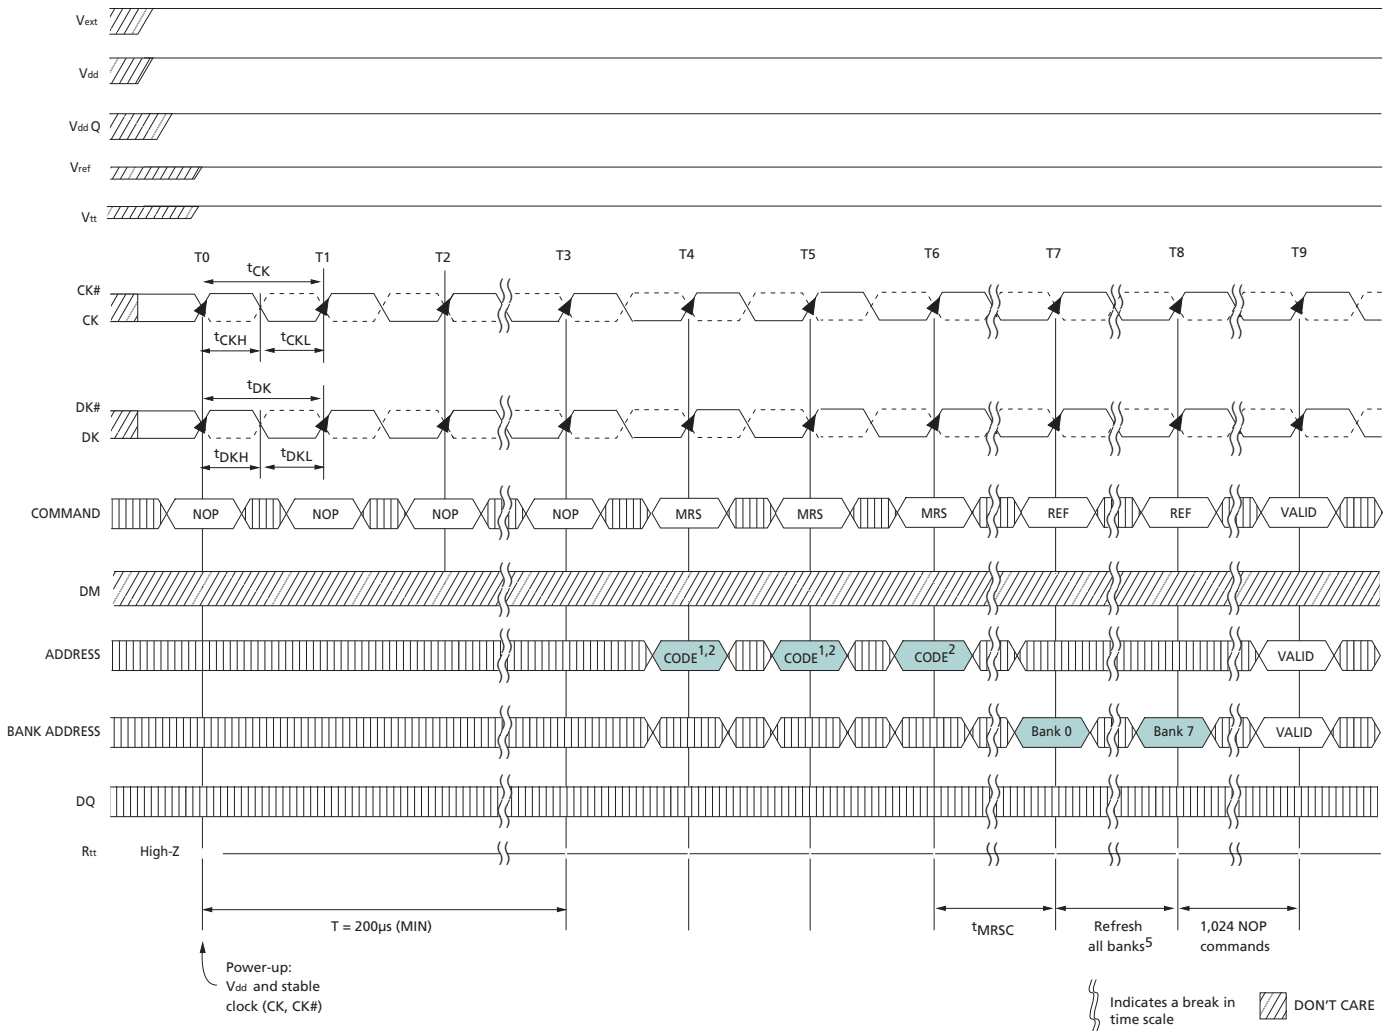 Vext
Vdd
Vdd Q
Vref
Vtt
T0 T1 T2 T3 T4 T5 T6 T7 T8 T9
tCK
CK#
CK
tCKH tCKL
tDK
DK#
DK
tDKH tDKL
COMMAND NOP NOP NOP NOP MRS MRS MRS REF REF VALID
DM
ADDRESS CODE1,2 CODE1,2 CODE2 VALID
BANK ADDRESS Bank 0 Bank 7 VALID
DQ
Rtt High-Z
T = 200µs (MIN)
tMRSC
Refresh
all banks5
1,024 NOP
commands
Power-up:
Vdd and stable
clock (CK, CK#)
Indicates a break in
time scale
DON'T CARE